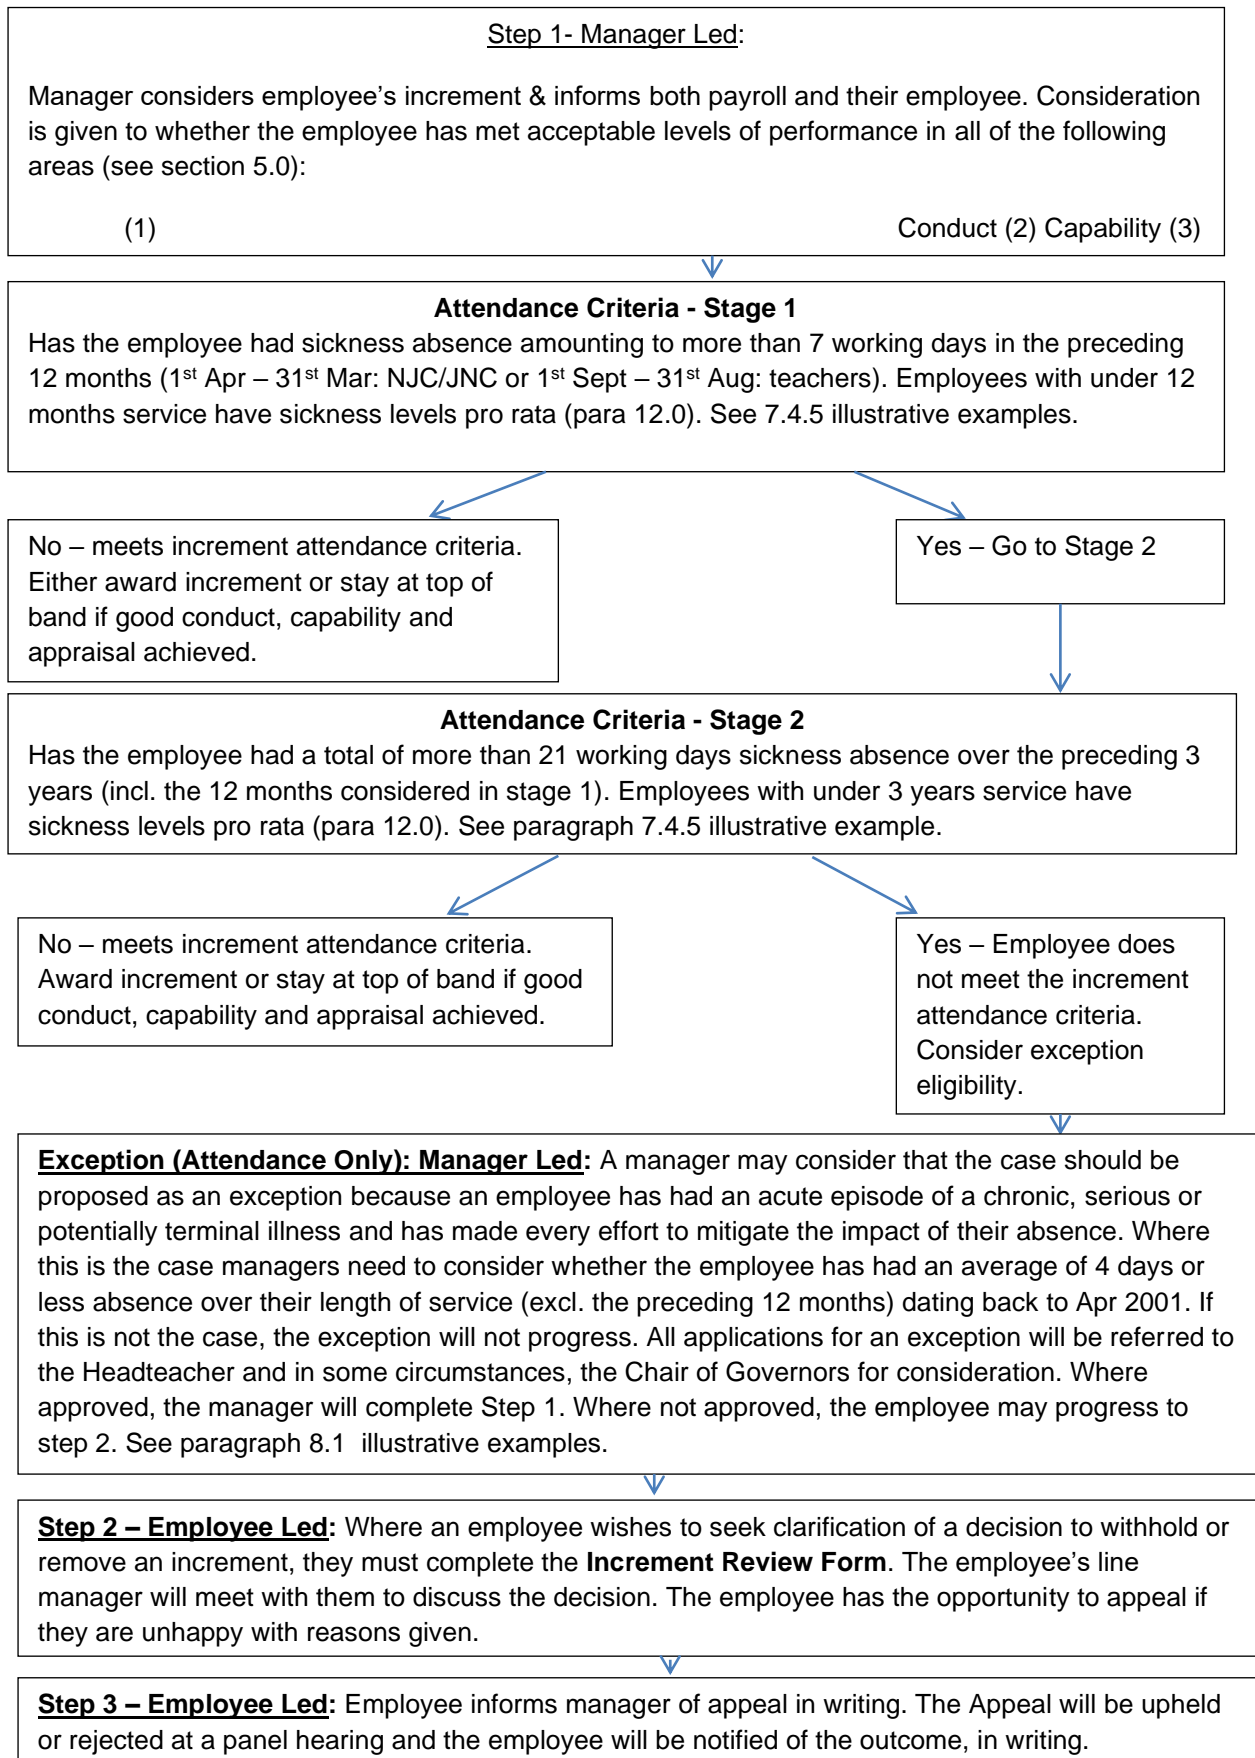 Step 1- Manager Led:
Manager considers employee’s increment & informs both payroll and their employee. Consideration
is given to whether the employee has met acceptable levels of performance in all of the following
areas (see section 5.0):
(1) Conduct (2) Capability (3)
Attendance Criteria - Stage 1
Has the employee had sickness absence amounting to more than 7 working days in the preceding
12 months (1st Apr – 31st Mar: NJC/JNC or 1st Sept – 31st Aug: teachers). Employees with under 12
months service have sickness levels pro rata (para 12.0). See 7.4.5 illustrative examples.
No – meets increment attendance criteria.
Either award increment or stay at top of
band if good conduct, capability and
appraisal achieved.
Yes – Go to Stage 2
Attendance Criteria - Stage 2
Has the employee had a total of more than 21 working days sickness absence over the preceding 3
years (incl. the 12 months considered in stage 1). Employees with under 3 years service have
sickness levels pro rata (para 12.0). See paragraph 7.4.5 illustrative example.
No – meets increment attendance criteria.
Award increment or stay at top of band if good
conduct, capability and appraisal achieved.
Yes – Employee does
not meet the increment
attendance criteria.
Consider exception
eligibility.
Exception (Attendance Only): Manager Led: A manager may consider that the case should be
proposed as an exception because an employee has had an acute episode of a chronic, serious or
potentially terminal illness and has made every effort to mitigate the impact of their absence. Where
this is the case managers need to consider whether the employee has had an average of 4 days or
less absence over their length of service (excl. the preceding 12 months) dating back to Apr 2001. If
this is not the case, the exception will not progress. All applications for an exception will be referred to
the Headteacher and in some circumstances, the Chair of Governors for consideration. Where
approved, the manager will complete Step 1. Where not approved, the employee may progress to
step 2. See paragraph 8.1 illustrative examples.
Step 2 – Employee Led: Where an employee wishes to seek clarification of a decision to withhold or
remove an increment, they must complete the Increment Review Form. The employee’s line
manager will meet with them to discuss the decision. The employee has the opportunity to appeal if
they are unhappy with reasons given.
Step 3 – Employee Led: Employee informs manager of appeal in writing. The Appeal will be upheld
or rejected at a panel hearing and the employee will be notified of the outcome, in writing.